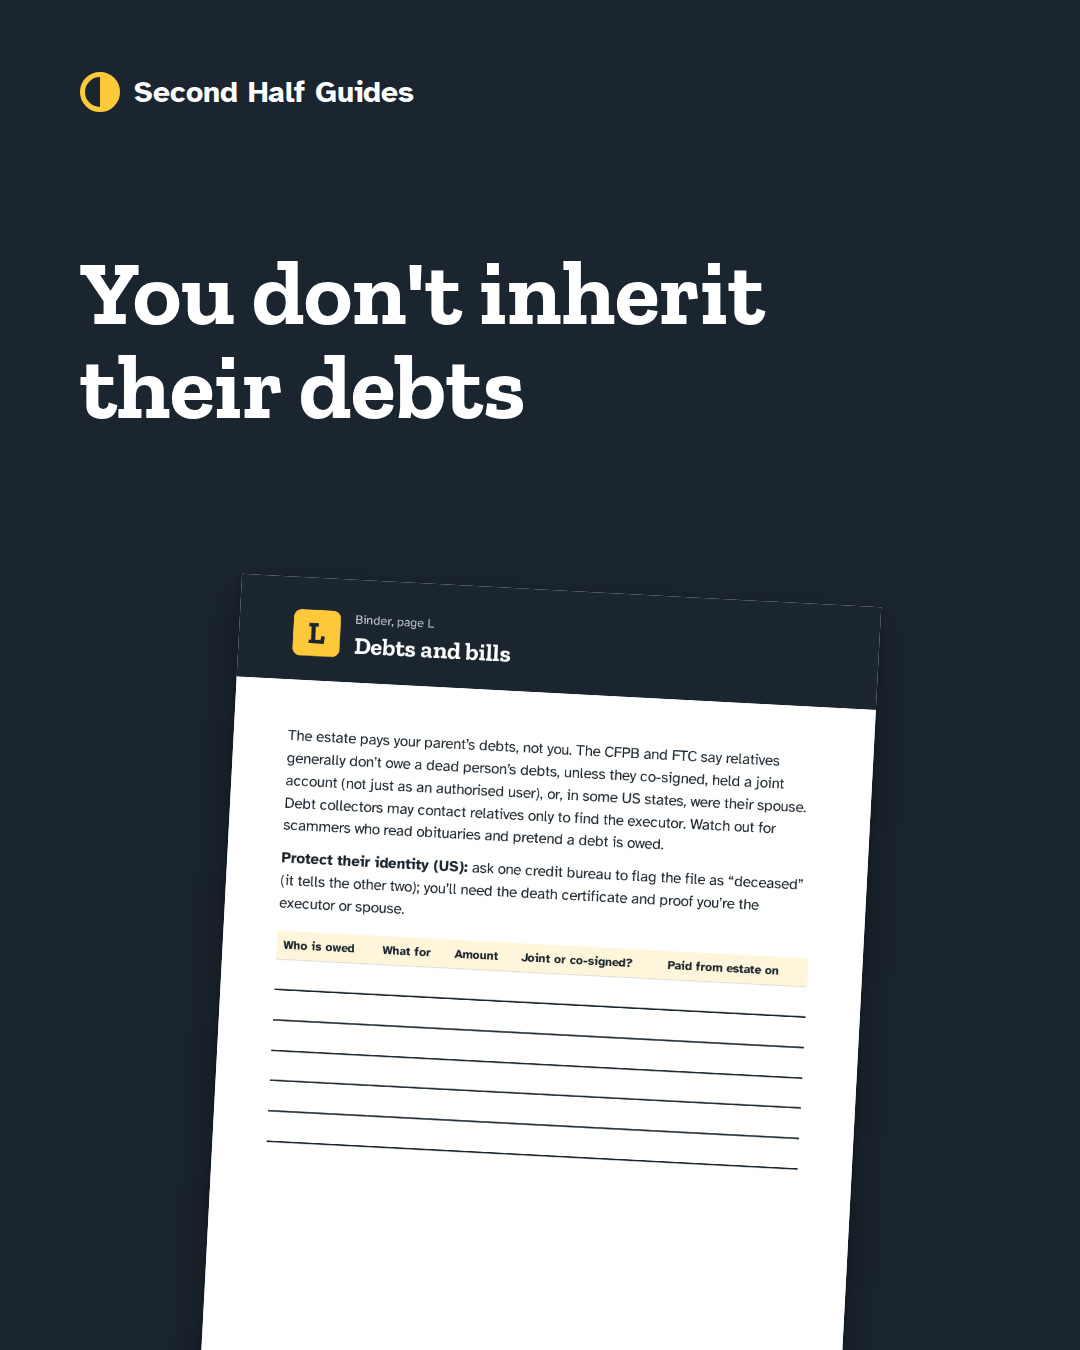 Second Half Guides
You don't inherit
their debts
L
Binder, page L
Debts and bills
The estate pays your parent’s debts, not you. The CFPB and FTC say relatives
generally don’t owe a dead person’s debts, unless they co-signed, held a joint
account (not just as an authorised user), or, in some US states, were their spouse.
Debt collectors may contact relatives only to find the executor. Watch out for
scammers who read obituaries and pretend a debt is owed.
Protect their identity (US): ask one credit bureau to flag the file as “deceased”
(it tells the other two); you’ll need the death certificate and proof you’re the
executor or spouse.
Who is owed What for Amount Joint or co-signed? Paid from estate on